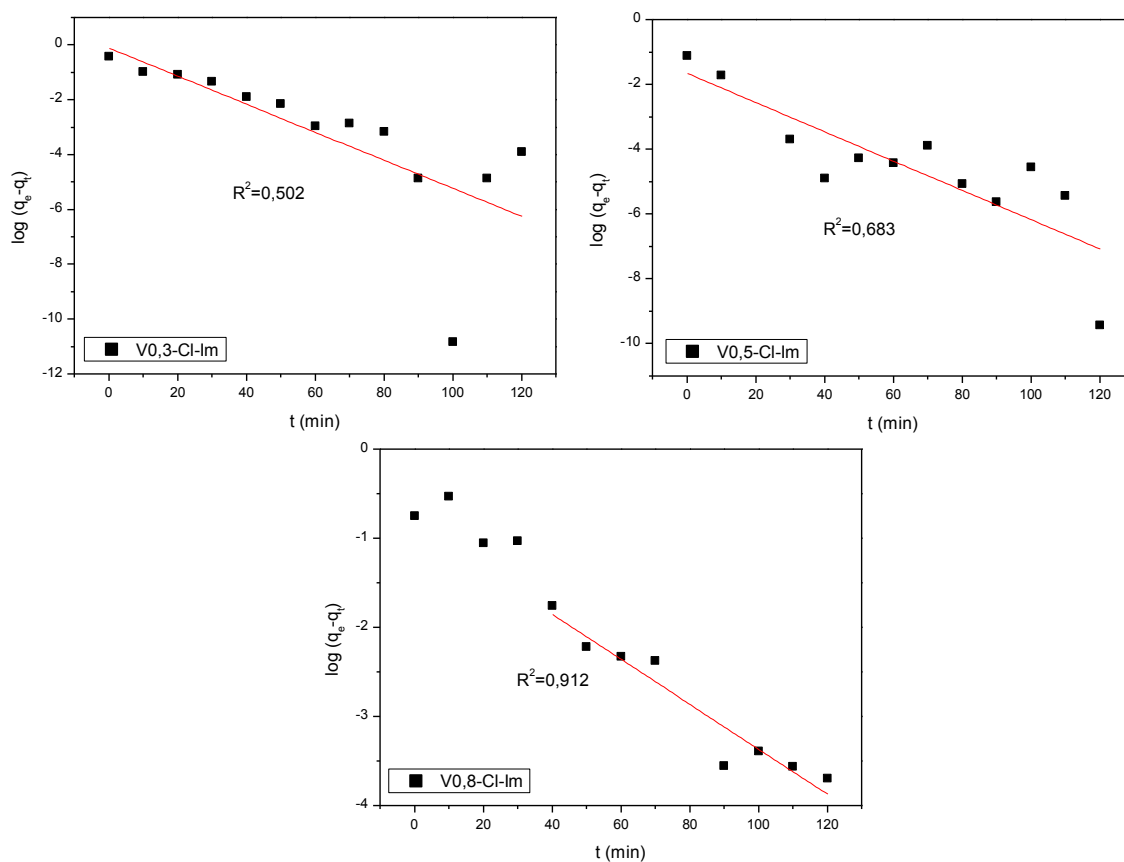 0
-2
-4
-6
-8
-10
-12
log (qe-qt)
R2=0,502
V0,3-Cl-Im
0 20 40 60 80 100 120
t (min)
0
-2
-4
-6
-8
-10
log (qe-qt)
R2=0,683
V0,5-Cl-Im
0 20 40 60 80 100 120
t (min)
0
-1
-2
-3
-4
log (qe-qt)
R2=0,912
V0,8-Cl-Im
0 20 40 60 80 100 120
t (min)